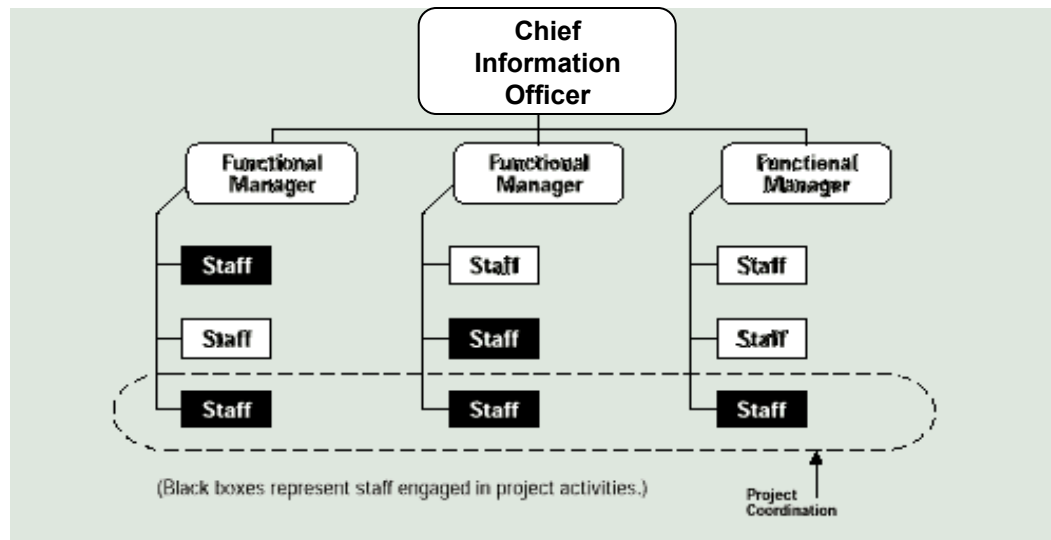 Chief
Information
Officer
Functional
Manager
Functional
Manager
Functional
Manager
Staff
Staff
Staff
Staff
Staff
Staff
Staff
Staff
Staff
(Black boxes represent staff engaged in project activities.)
Project
Coordination